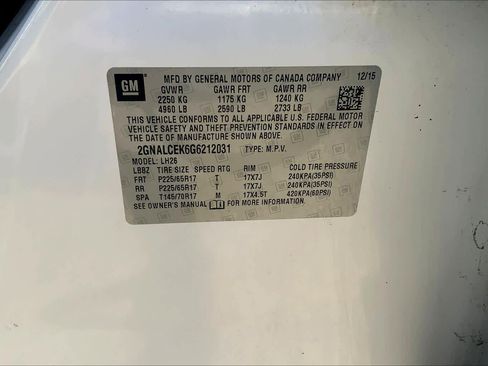 GM
MFD BY GENERAL MOTORS OF CANADA COMPANY 12/15
GVWR GAWR FRT GAWR RR
2250 KG 1175 KG 1240 KG
4960 LB 2590 LB 2733 LB
THIS VEHICLE CONFORMS TO ALL APPLICABLE
U.S. FEDERAL MOTOR VEHICLE
SAFETY STANDARDS IN EFFECT ON
THE DATE OF MANUFACTURE SHOWN ABOVE.
2GNALCEK6G6212031 TYPE: M.P.V.
MODEL: LH26
LBBZ TIRE SIZE SPEED RTG RIM COLD TIRE PRESSURE
FRT P225/65R17 T 17X7J 240KPA(35PSI)
RR P225/65R17 T 17X7J 240KPA(35PSI)
SPA T145/70R17 M 17X4.5T 420KPA(60PSI)
SEE OWNER'S MANUAL FOR MORE INFORMATION.